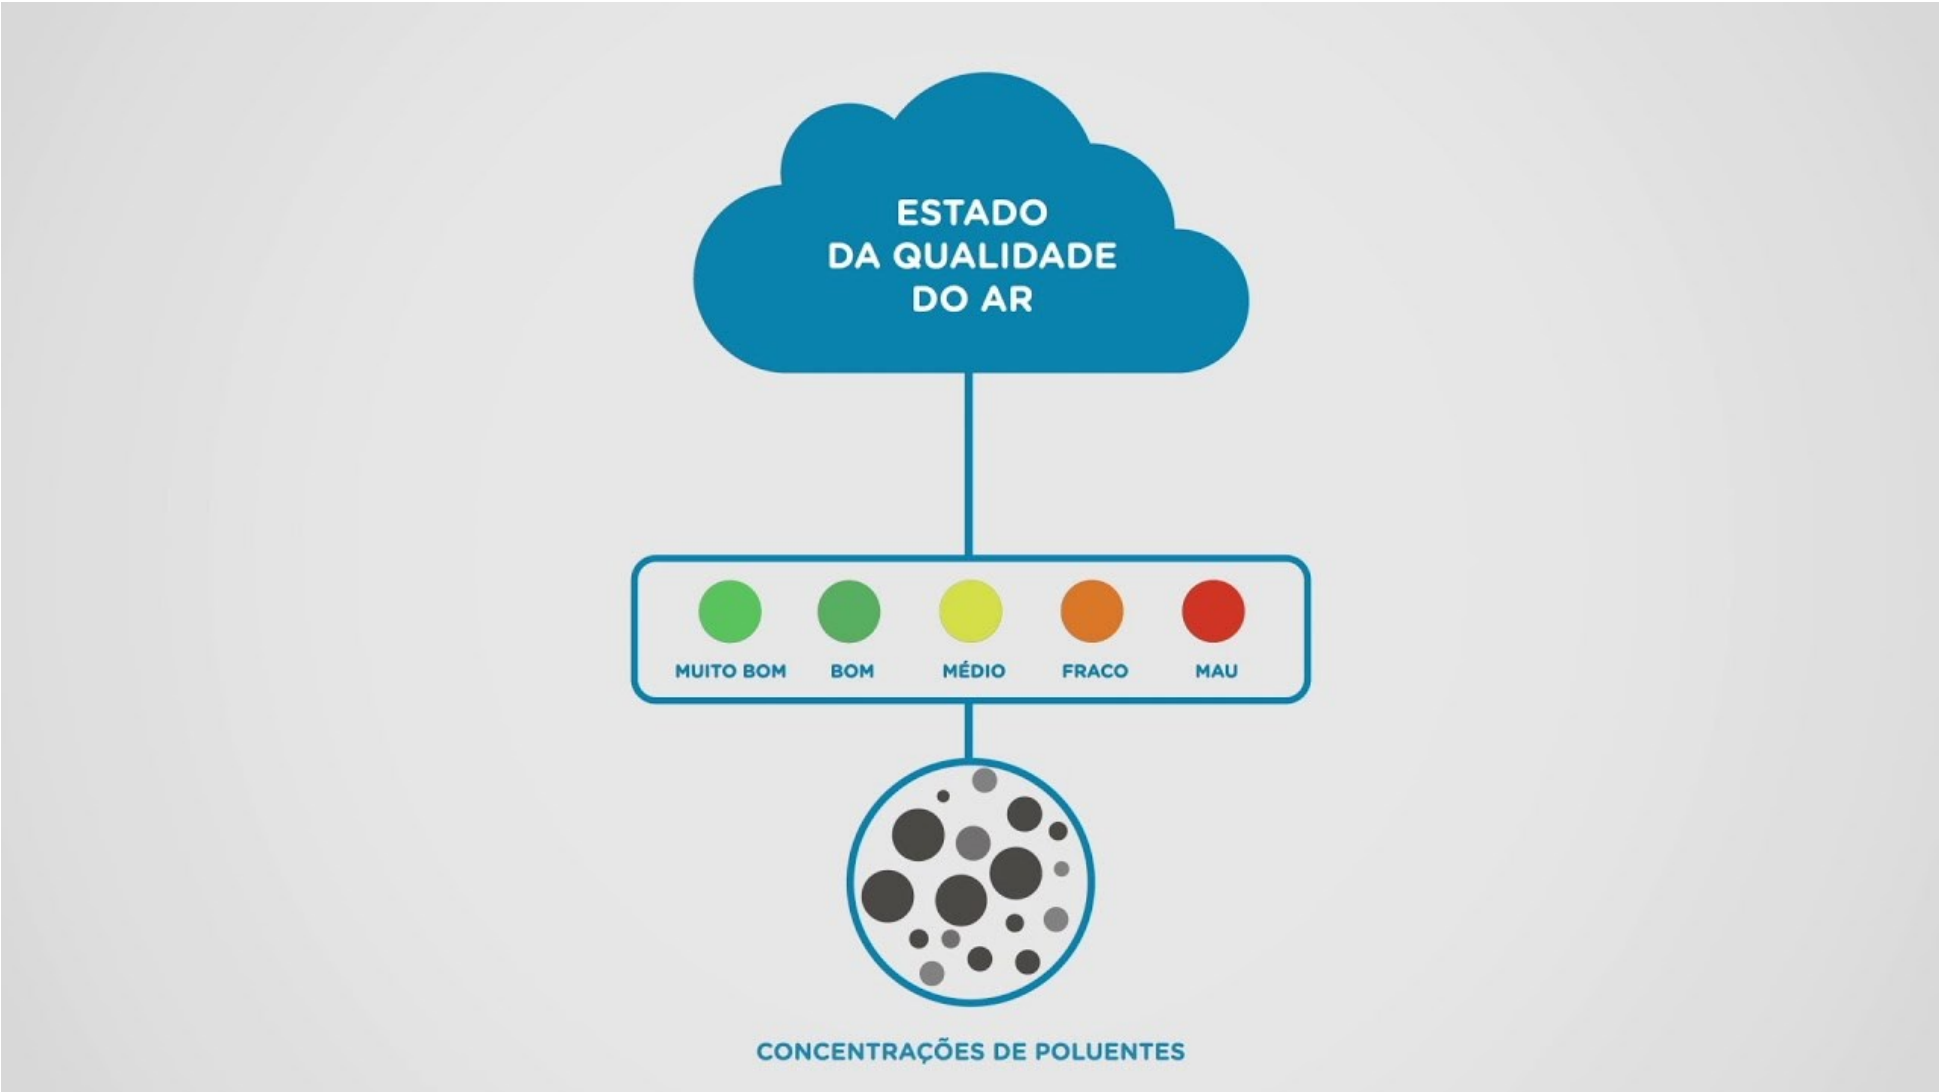 ESTADO
DA QUALIDADE
DO AR
MUITO BOM BOM MÉDIO FRACO MAU
CONCENTRAÇÕES DE POLUENTES